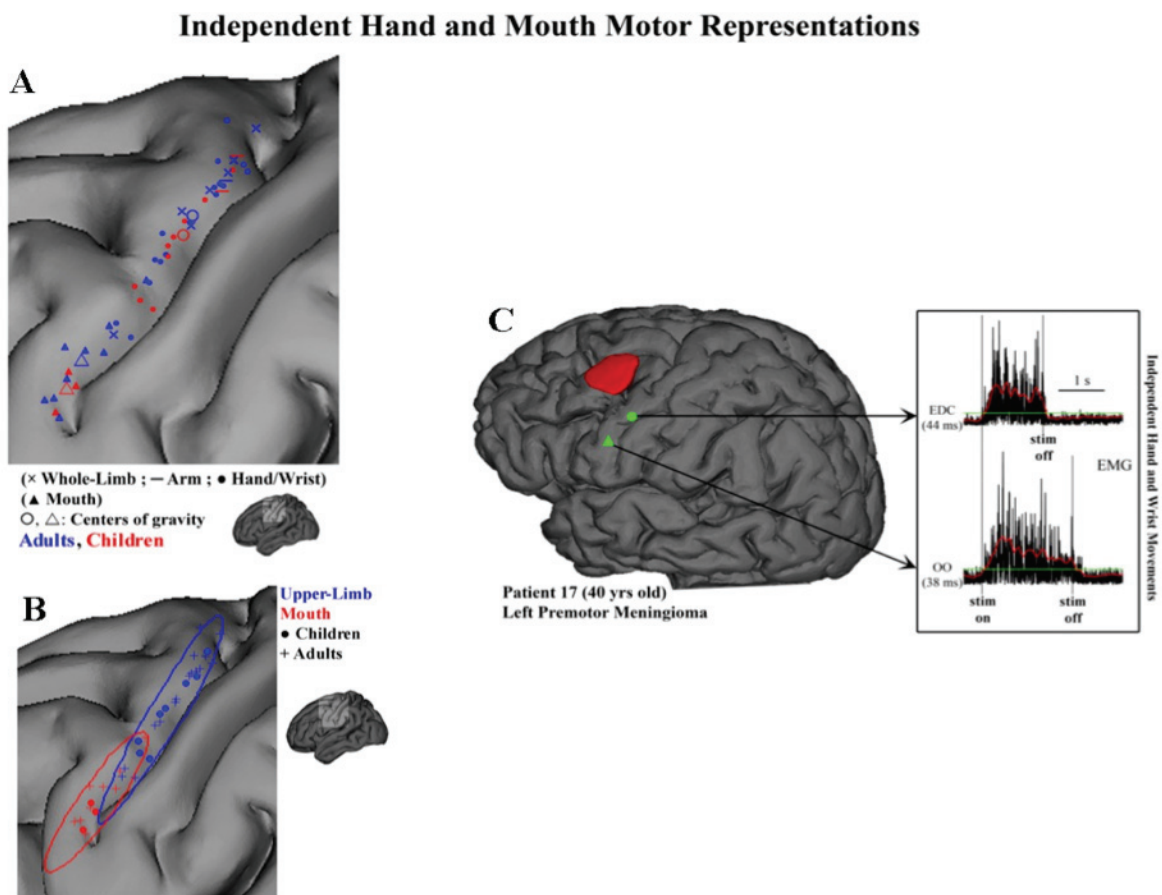 Independent Hand and Mouth Motor Representations
A
(× Whole-Limb ; — Arm ; ● Hand/Wrist)
(▲ Mouth)
○, △: Centers of gravity
Adults, Children
B
Upper-Limb
Mouth
● Children
+ Adults
C
Patient 17 (40 yrs old)
Left Premotor Meningioma
EDC
(44 ms)
1 s
stim
off
EMG
OO
(38 ms)
stim
on
stim
off
Independent Hand and Wrist Movements